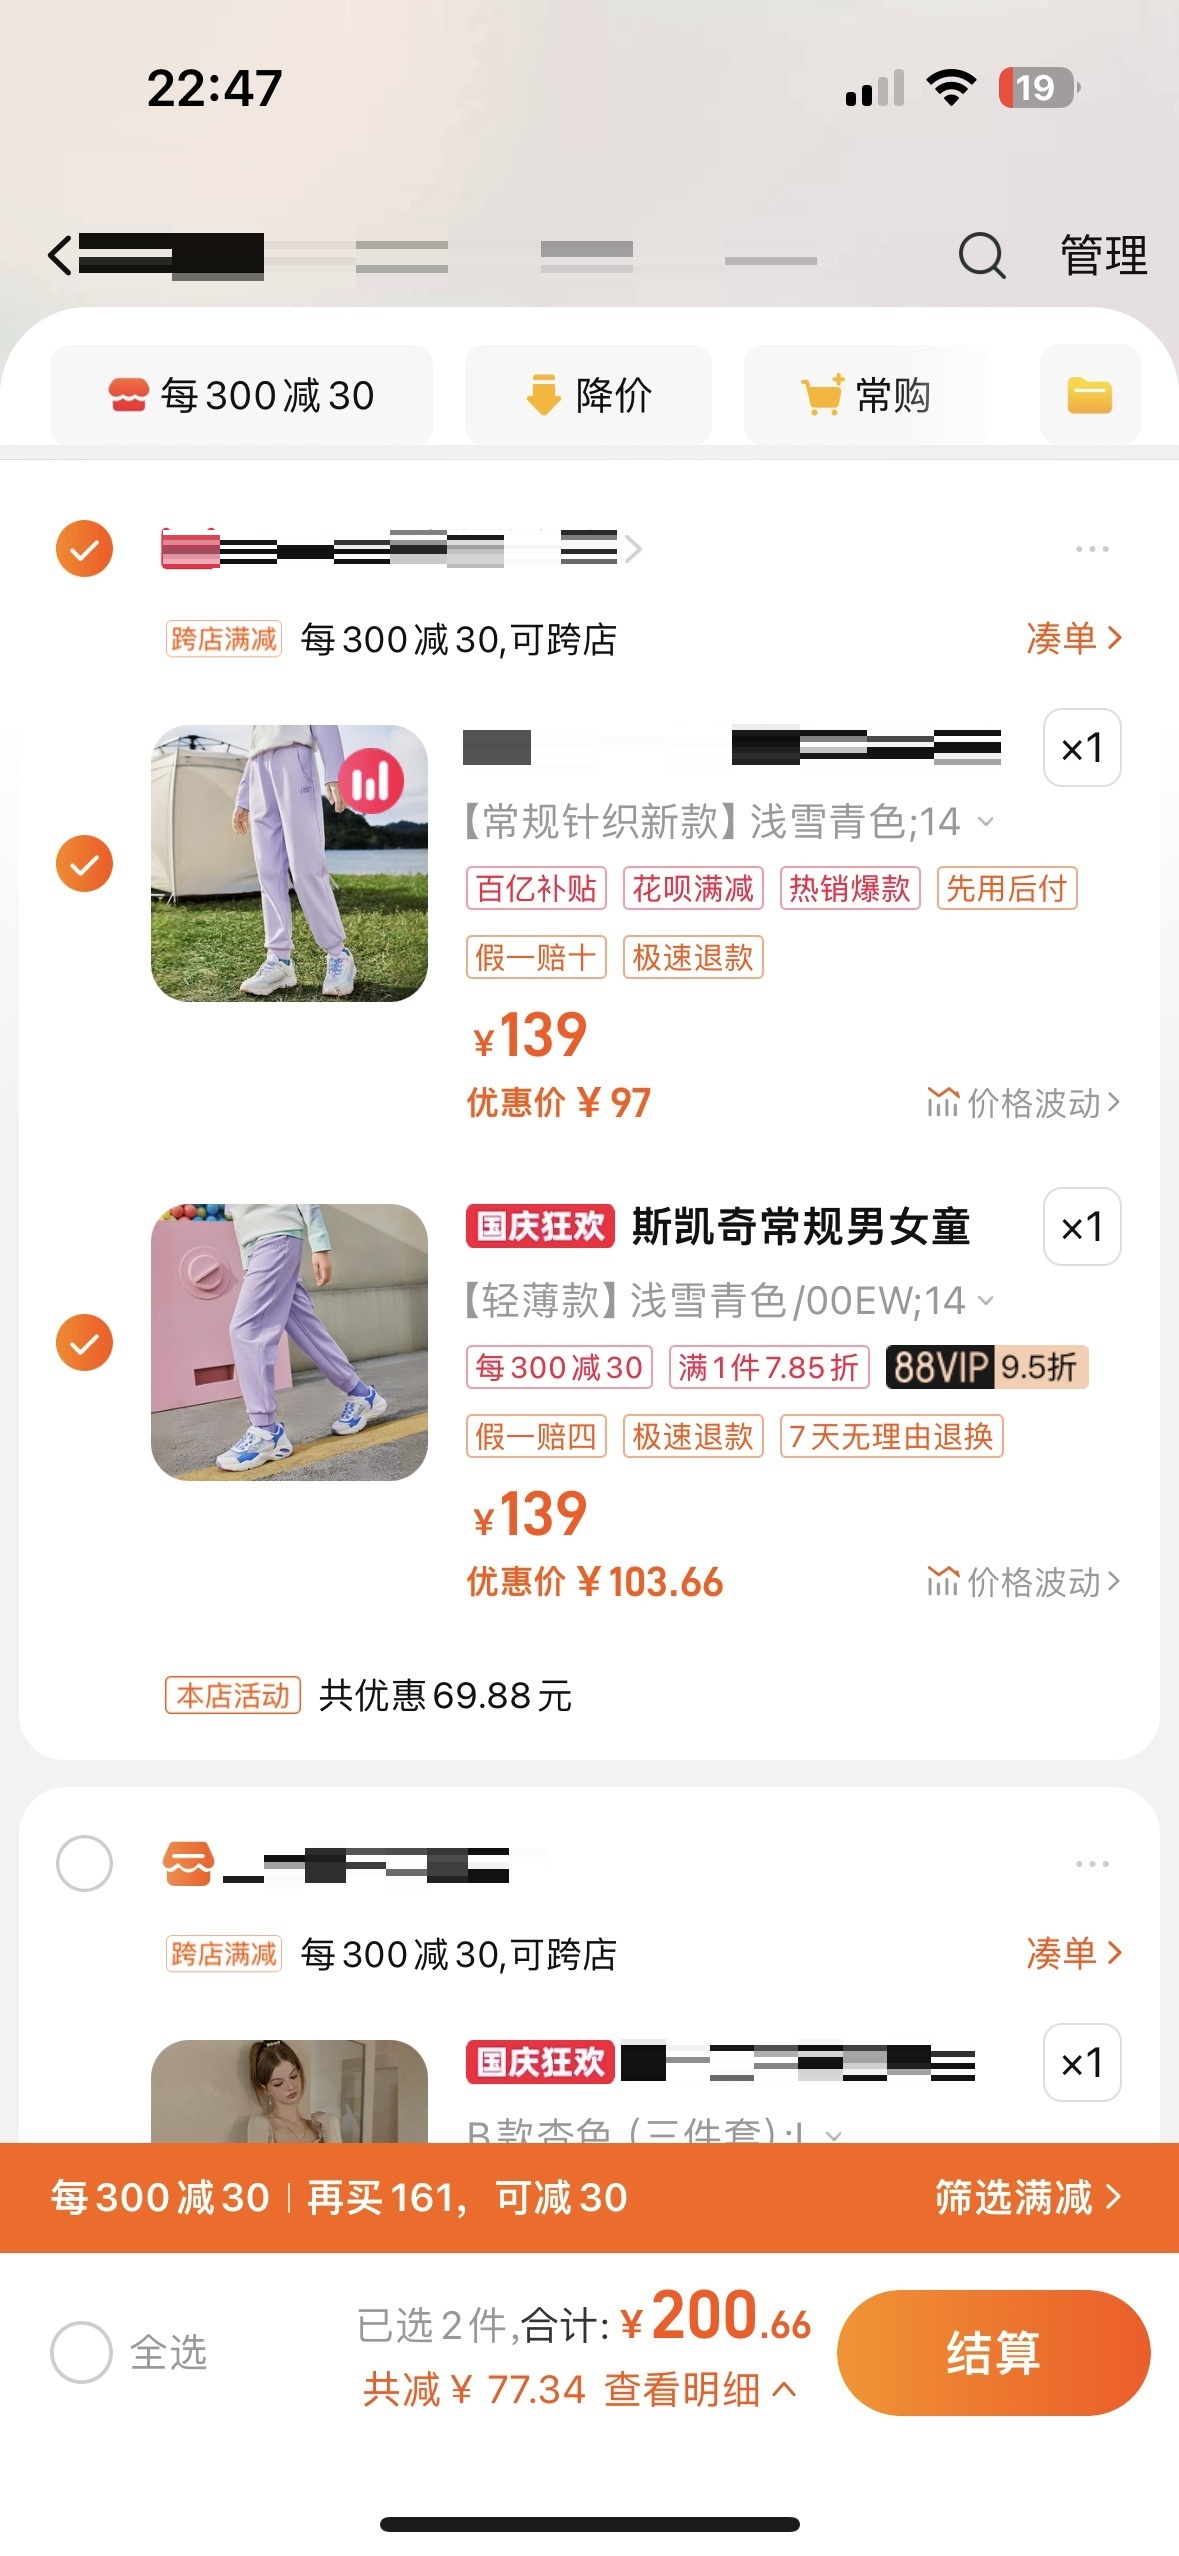 22:47
19
管理
每300减30
降价
常购
跨店满减 每300减30,可跨店 凑单
×1
【常规针织新款】浅雪青色;14
百亿补贴 花呗满减 热销爆款 先用后付
假一赔十 极速退款
¥139
优惠价 ¥97 价格波动
国庆狂欢 斯凯奇常规男女童 ×1
【轻薄款】浅雪青色/00EW;14
每300减30 满1件7.85折 88VIP 9.5折
假一赔四 极速退款 7天无理由退换
¥139
优惠价 ¥103.66 价格波动
本店活动 共优惠69.88元
跨店满减 每300减30,可跨店 凑单
国庆狂欢 ×1
B款杏色（三件套）;L
每300减30 再买161，可减30 筛选满减
全选 已选2件,合计: ¥200.66 结算
共减¥ 77.34 查看明细